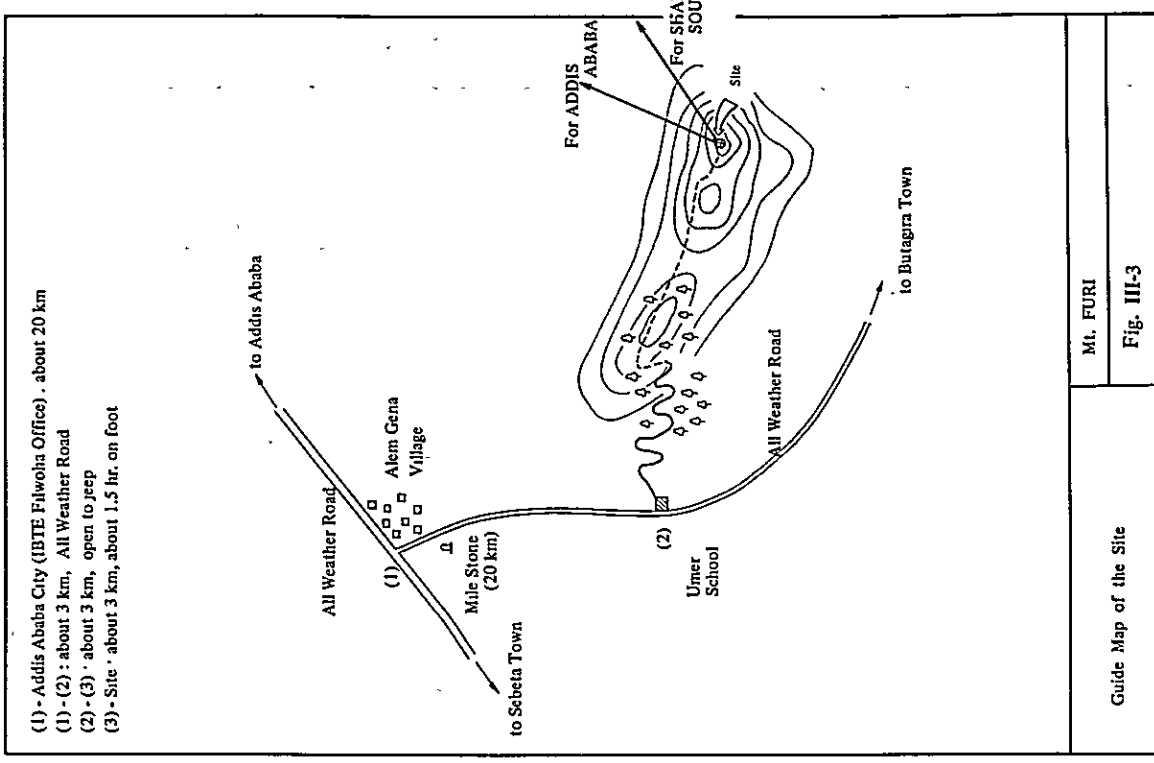 (1) - Addis Ababa City (IBTE Filwoha Office) . about 20 km
(1) - (2) : about 3 km, All Weather Road
(2) - (3) · about 3 km, open to jeep
(3) - Site · about 1.5 hr. on foot
to Addis Ababa
All Weather Road
Alem Gena
Village
(1)
Mile Stone
(20 km)
to Sebeta Town
(2)
Umer
School
All Weather Road
to Butagira Town
For ADDIS
ABABA
For SHA
SOU
Site
Guide Map of the Site
Mt. FURI
Fig. III-3